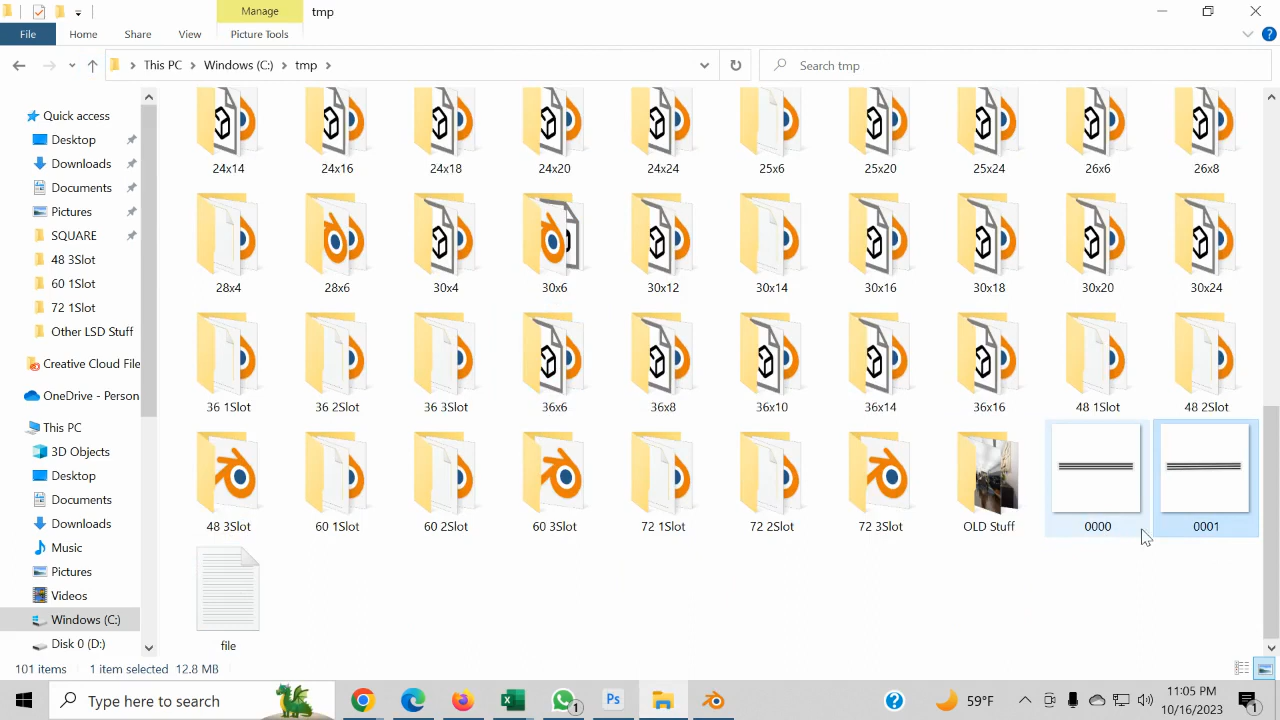 Manage
tmp
File
Home
Share
View
Picture Tools
This PC
Windows (C:)
tmp
Search tmp
Quick access
Desktop
Downloads
Documents
Pictures
SQUARE
48 3Slot
60 1Slot
72 1Slot
Other LSD Stuff
Creative Cloud File
OneDrive - Person
This PC
3D Objects
Desktop
Documents
Downloads
Music
Pictures
Videos
Windows (C:)
Disk 0 (D:)
24x14
24x16
24x18
24x20
24x24
25x6
25x20
25x24
26x6
26x8
28x4
28x6
30x4
30x6
30x12
30x14
30x16
30x18
30x20
30x24
36 1Slot
36 2Slot
36 3Slot
36x6
36x8
36x10
36x14
36x16
48 1Slot
48 2Slot
48 3Slot
60 1Slot
60 2Slot
60 3Slot
72 1Slot
72 2Slot
72 3Slot
OLD Stuff
0000
0001
file
101 items
1 item selected 12.8 MB
Type here to search
1
Ps
59°F
11:05 PM
10/16/2023
1